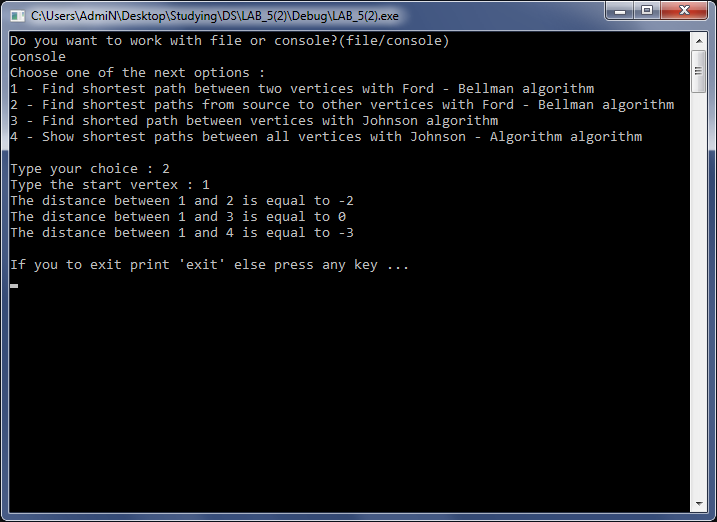 C:\Users\AdmiN\Desktop\Studying\DS\LAB_5(2)\Debug\LAB_5(2).exe
Do you want to work with file or console?(file/console)
console
Choose one of the next options :
1 - Find shortest path between two vertices with Ford - Bellman algorithm
2 - Find shortest paths from source to other vertices with Ford - Bellman algorithm
3 - Find shorted path between vertices with Johnson algorithm
4 - Show shortest paths between all vertices with Johnson - Algorithm algorithm
Type your choice : 2
Type the start vertex : 1
The distance between 1 and 2 is equal to -2
The distance between 1 and 3 is equal to 0
The distance between 1 and 4 is equal to -3
If you to exit print 'exit' else press any key ...